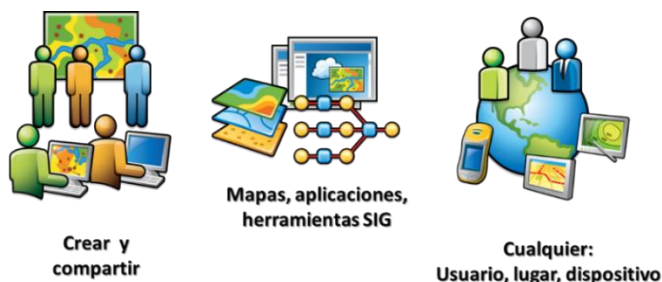 Crear y
compartir
Mapas, aplicaciones,
herramientas SIG
Cualquier:
Usuario, lugar, dispositivo